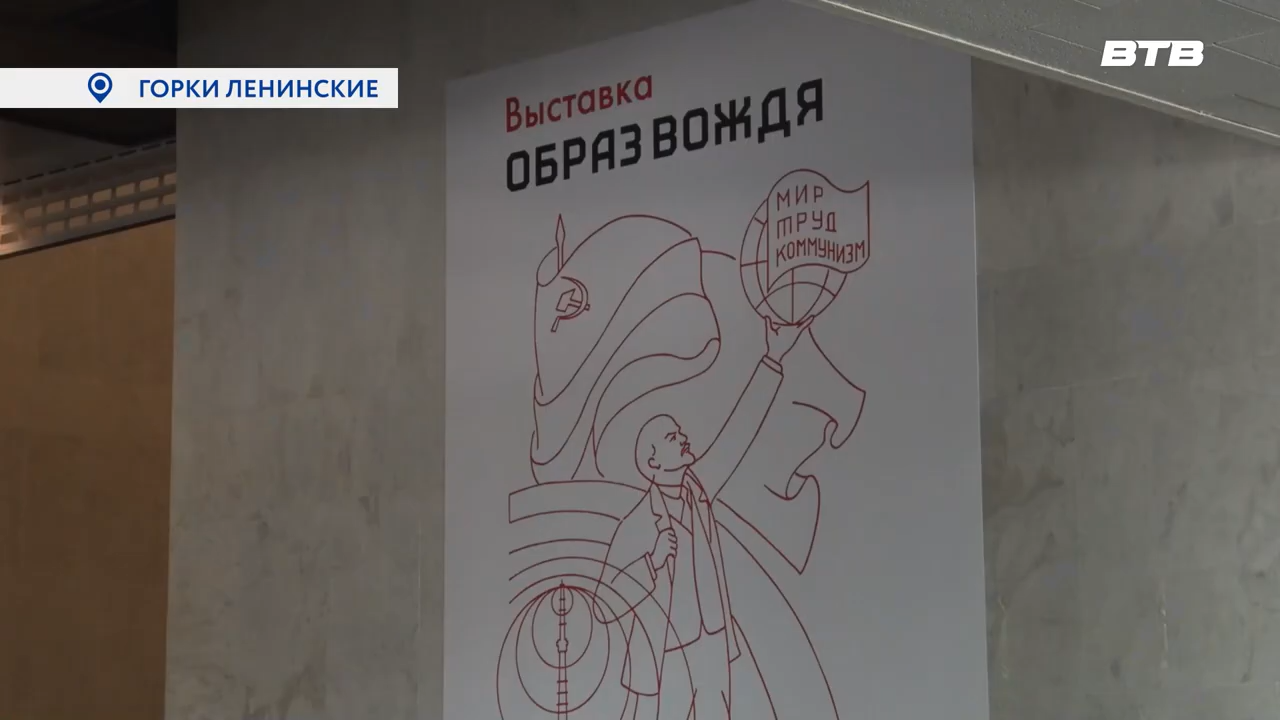 ГОРКИ ЛЕНИНСКИЕ
ВТВ
Выставка
ОБРАЗ ВОЖДЯ
МИР
ТРУД
КОММУНИЗМ